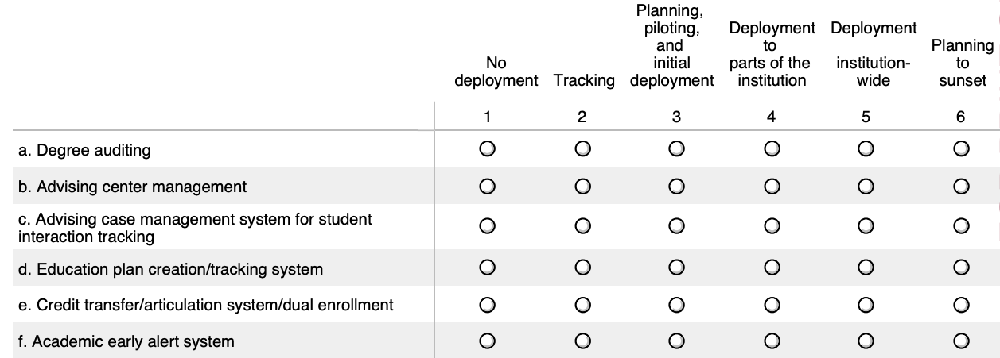 Planning,
piloting,
and
initial
deployment
Deployment
to
parts of the
institution
Deployment
institution-
wide
Planning
to
sunset
No
deployment
Tracking
1 2 3 4 5 6
a. Degree auditing
b. Advising center management
c. Advising case management system for student
interaction tracking
d. Education plan creation/tracking system
e. Credit transfer/articulation system/dual enrollment
f. Academic early alert system